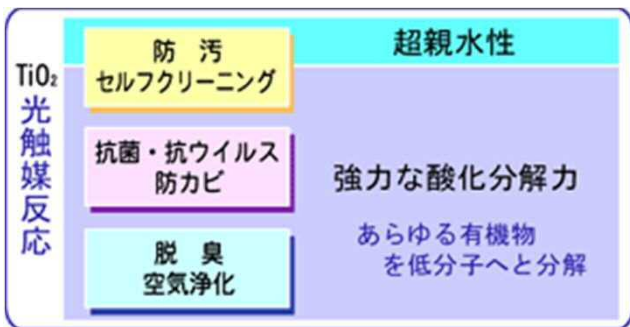 TiO₂
光触媒反応
防 汚
セルフクリーニング
抗菌・抗ウイルス
防カビ
脱 臭
空気浄化
超親水性
強力な酸化分解力
あらゆる有機物
を低分子へと分解